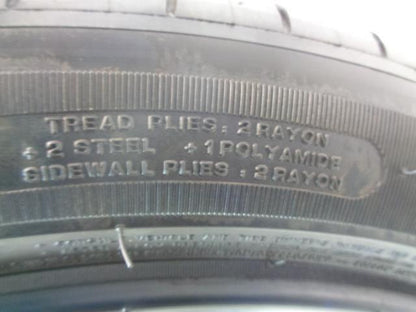 TREAD PLIES : 2 RAYON
+ 2 STEEL + 1 POLYAMIDE
SIDEWALL PLIES : 2 RAYON